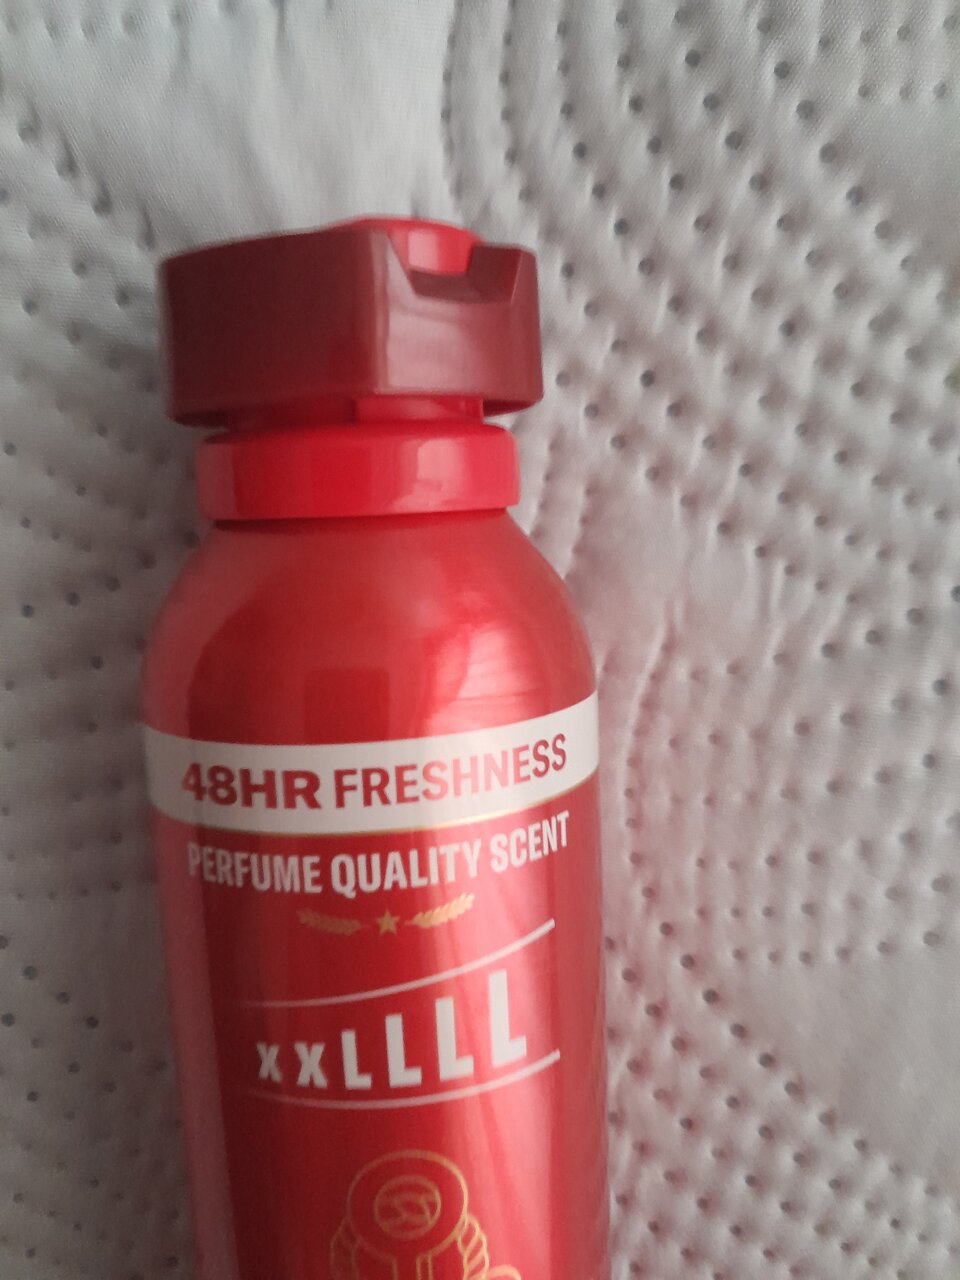 48HR FRESHNESS
PERFUME QUALITY SCENT
XXLLLL